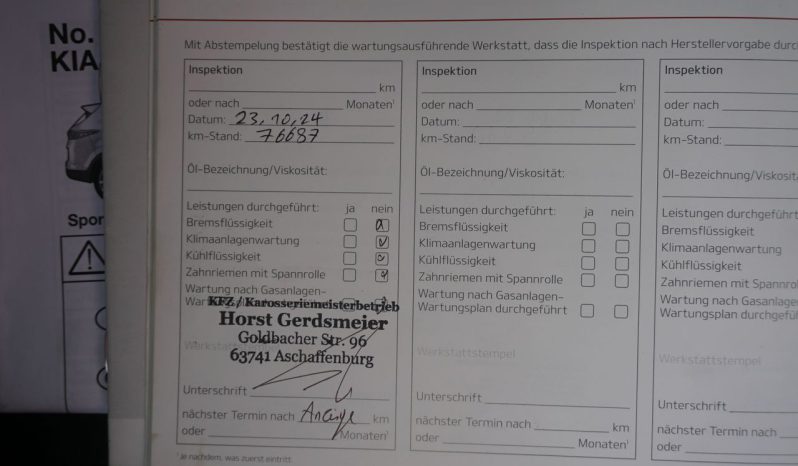 No.
KIA
Spor
Mit Abstempelung bestätigt die wartungsausführende Werkstatt, dass die Inspektion nach Herstellervorgabe durc
Inspektion
km
oder nach Monaten¹
Datum: 23.10.24
km-Stand: 76687
Öl-Bezeichnung/Viskosität:
Leistungen durchgeführt: ja nein
Bremsflüssigkeit
Klimaanlagenwartung
Kühlflüssigkeit
Zahnriemen mit Spannrolle
Wartung nach Gasanlagen-
KFZ / Karosseriemeisterbetrieb
Horst Gerdsmeier
Goldbacher Str. 96
63741 Aschaffenburg
Unterschrift
nächster Termin nach Anzeige km
oder Monaten¹
¹ Je nachdem, was zuerst eintritt.
Inspektion
km
oder nach Monaten¹
Datum:
km-Stand:
Öl-Bezeichnung/Viskosität:
Leistungen durchgeführt: ja nein
Bremsflüssigkeit
Klimaanlagenwartung
Kühlflüssigkeit
Zahnriemen mit Spannrolle
Wartung nach Gasanlagen-
Wartungsplan durchgeführt
Werkstattstempel
Unterschrift
nächster Termin nach km
oder Monaten¹
Inspektion
oder nach
Datum:
km-Stand:
Öl-Bezeichnung/Viskosita
Leistungen durchgeführt
Bremsflüssigkeit
Klimaanlagenwartung
Kühlflüssigkeit
Zahnriemen mit Spannro
Wartung nach Gasanlage
Wartungsplan durchgefüh
Werkstattstempel
Unterschrift
nächster Termin nach
oder